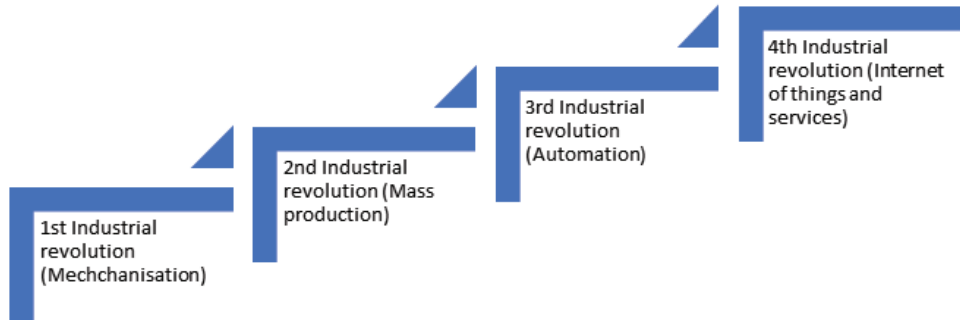 1st Industrial
revolution
(Mechchanisation)
2nd Industrial
revolution (Mass
production)
3rd Industrial
revolution
(Automation)
4th Industrial
revolution (Internet
of things and
services)